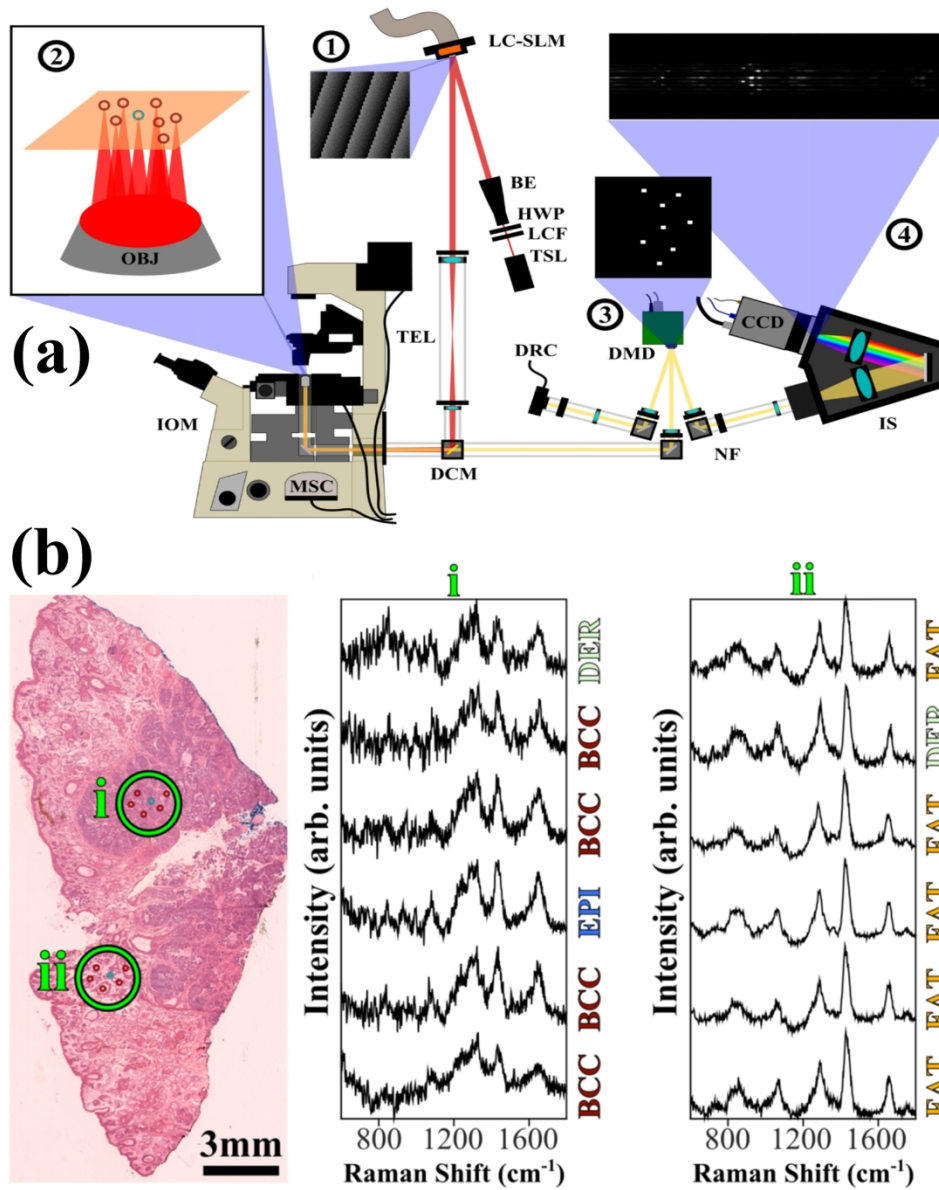 ①
LC-SLM
②
④
BE
HWP
LCF
TSL
OBJ
③
CCD
(a)
TEL
DRC
DMD
IOM
IS
NF
DCM
MSC
(b)
i
ii
i
ii
3mm
Intensity (arb. units)
DER
BCC
BCC
EPI
BCC
BCC
800 1200 1600
Raman Shift (cm⁻¹)
Intensity (arb. units)
FAT
DER
FAT
FAT
FAT
FAT
800 1200 1600
Raman Shift (cm⁻¹)